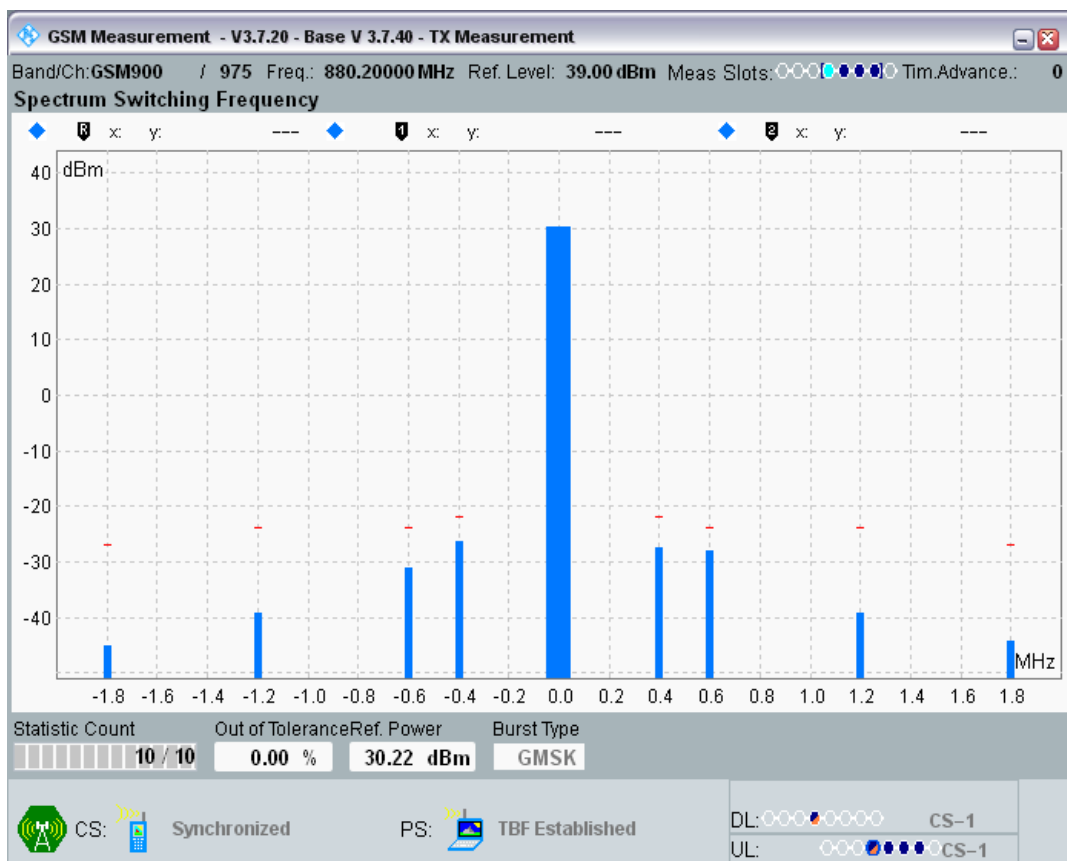 GSM Measurement - V3.7.20 - Base V 3.7.40 - TX Measurement
Band/Ch:GSM900 / 975 Freq.: 880.20000 MHz Ref. Level: 39.00 dBm Meas Slots: Tim.Advance.: 0
Spectrum Switching Frequency
R x: y: --- 1 x: y: --- 2 x: y: ---
dBm
40
30
20
10
0
-10
-20
-30
-40
MHz
-1.8 -1.6 -1.4 -1.2 -1.0 -0.8 -0.6 -0.4 -0.2 0.0 0.2 0.4 0.6 0.8 1.0 1.2 1.4 1.6 1.8
Statistic Count Out of Tolerance Ref. Power Burst Type
10 / 10 0.00 % 30.22 dBm GMSK
CS: Synchronized PS: TBF Established
DL: CS-1
UL: CS-1